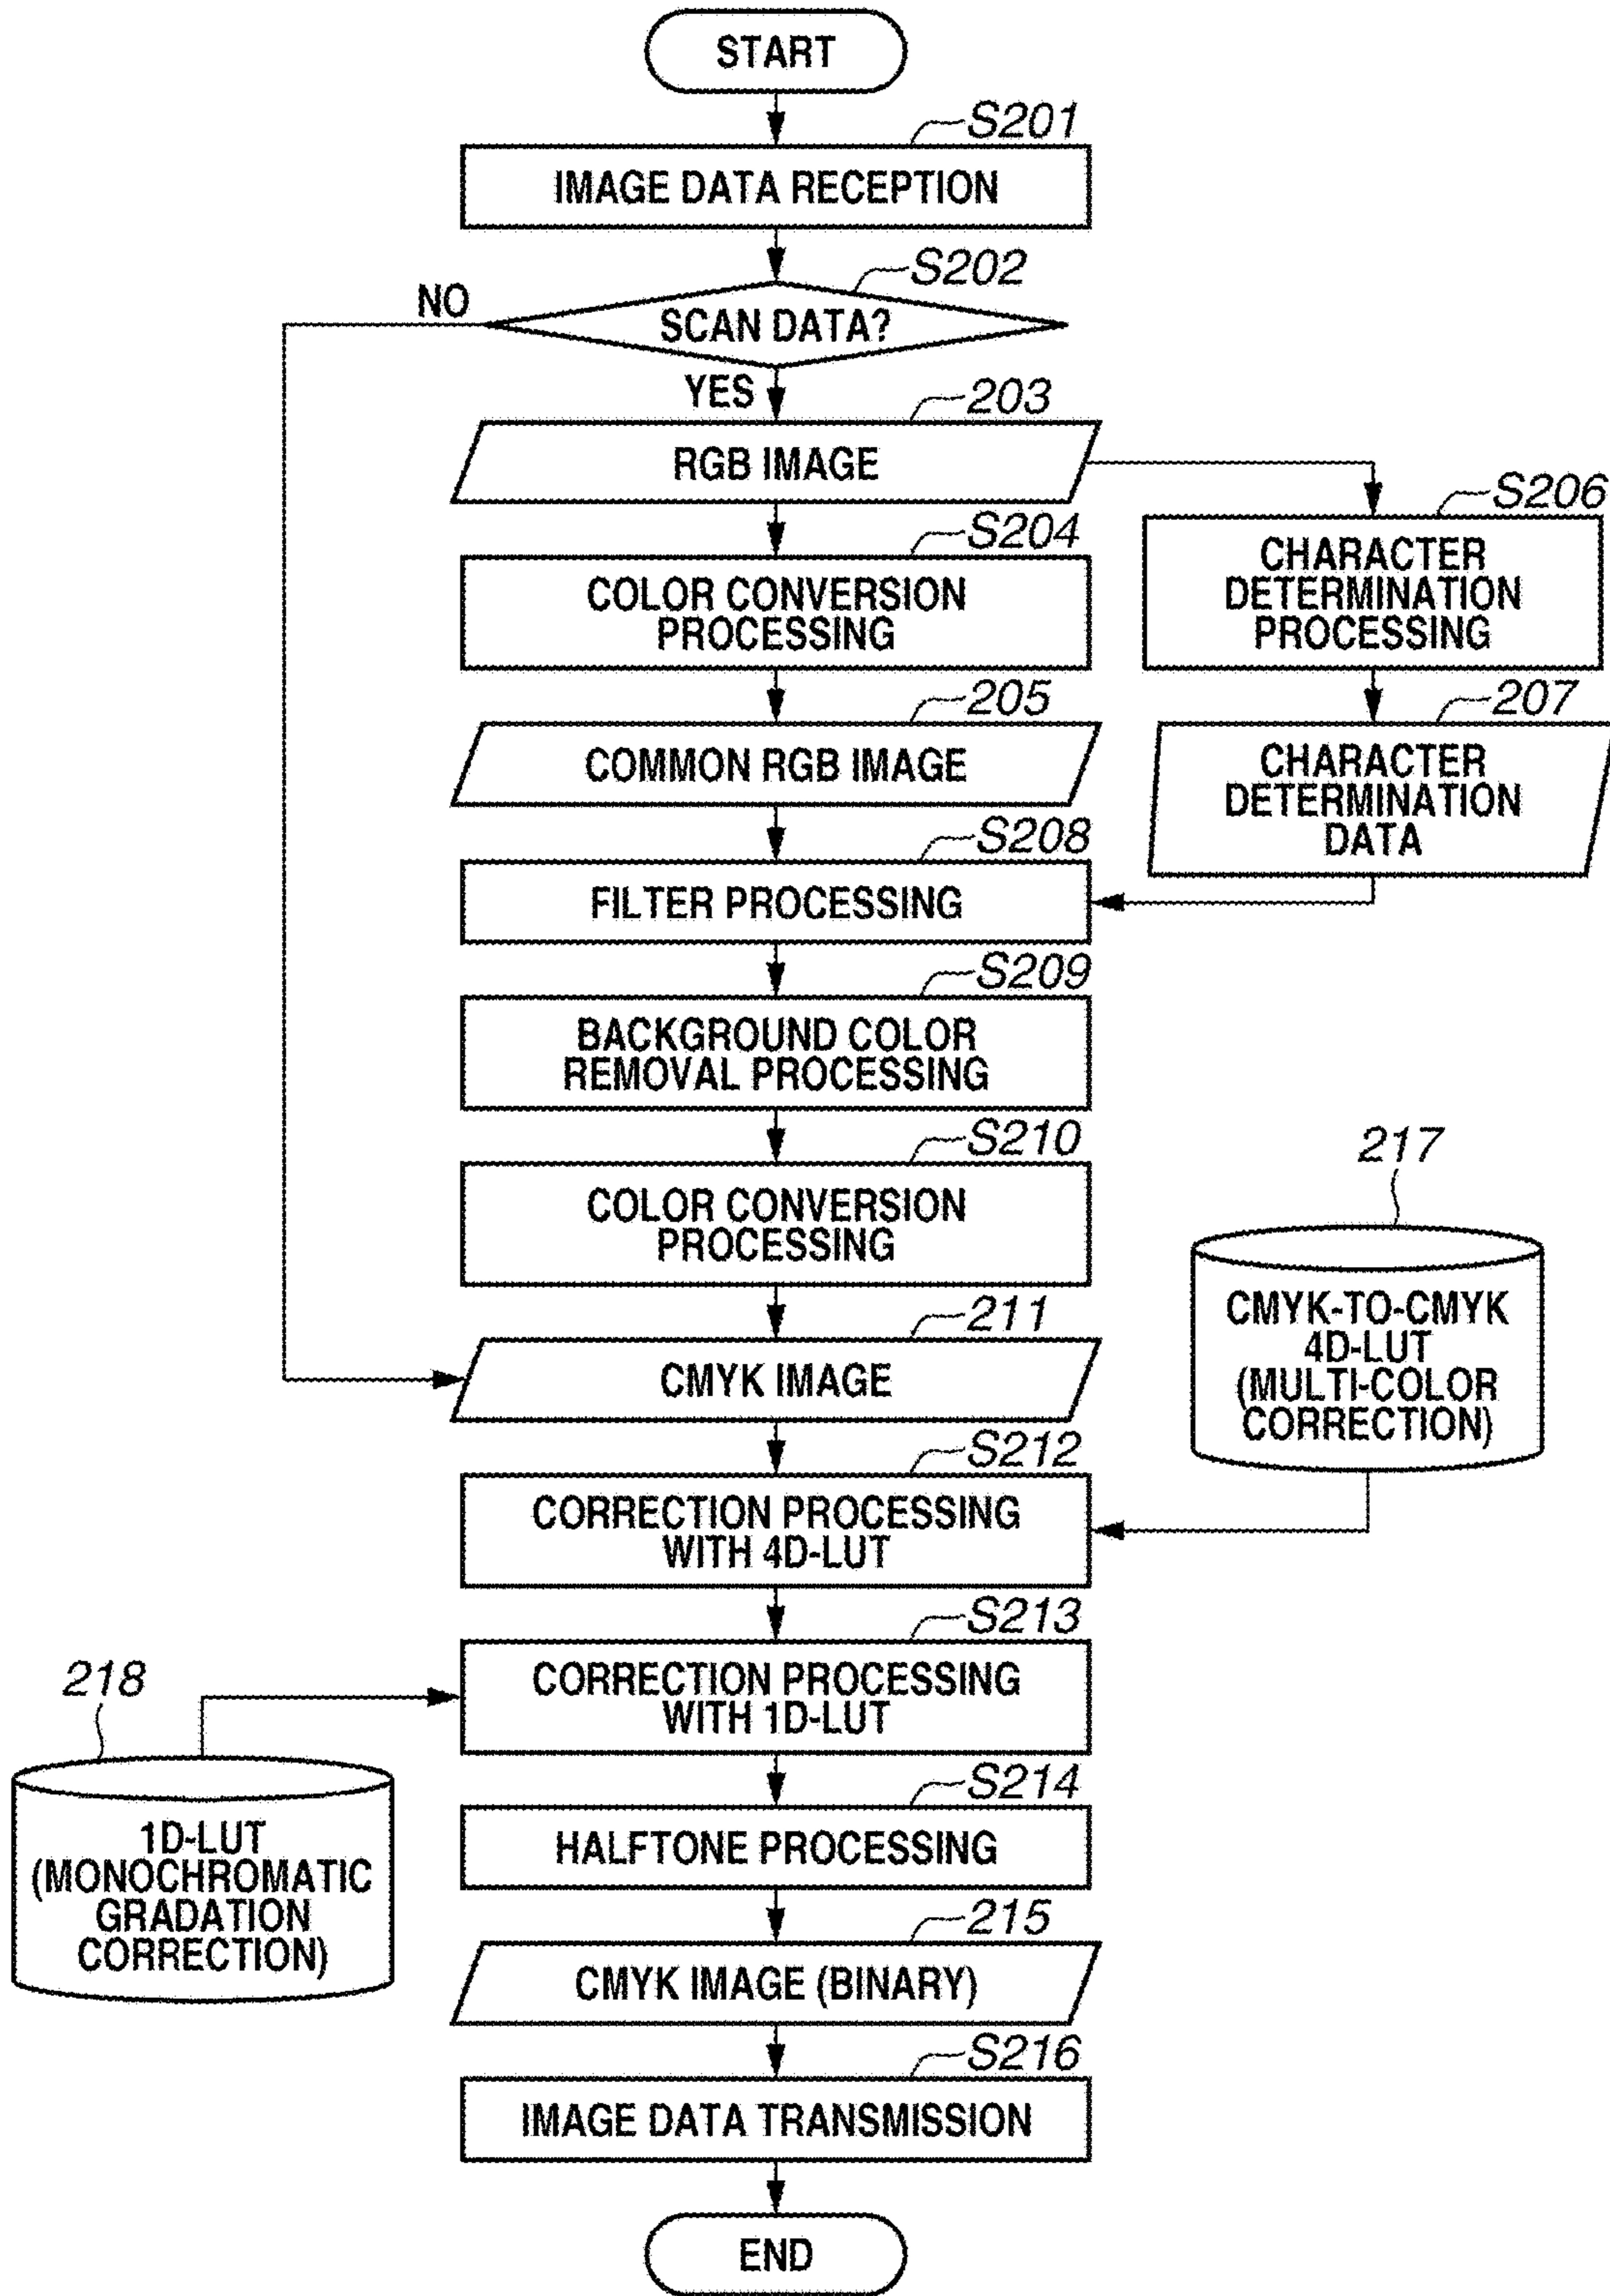 START
S201
IMAGE DATA RECEPTION
S202
NO
SCAN DATA?
YES
203
RGB IMAGE
S204
COLOR CONVERSION
PROCESSING
S206
CHARACTER
DETERMINATION
PROCESSING
205
COMMON RGB IMAGE
207
CHARACTER
DETERMINATION
DATA
S208
FILTER PROCESSING
S209
BACKGROUND COLOR
REMOVAL PROCESSING
S210
COLOR CONVERSION
PROCESSING
217
CMYK-TO-CMYK
4D-LUT
(MULTI-COLOR
CORRECTION)
211
CMYK IMAGE
S212
CORRECTION PROCESSING
WITH 4D-LUT
S213
CORRECTION PROCESSING
WITH 1D-LUT
218
1D-LUT
(MONOCHROMATIC
GRADATION
CORRECTION)
S214
HALFTONE PROCESSING
215
CMYK IMAGE (BINARY)
S216
IMAGE DATA TRANSMISSION
END